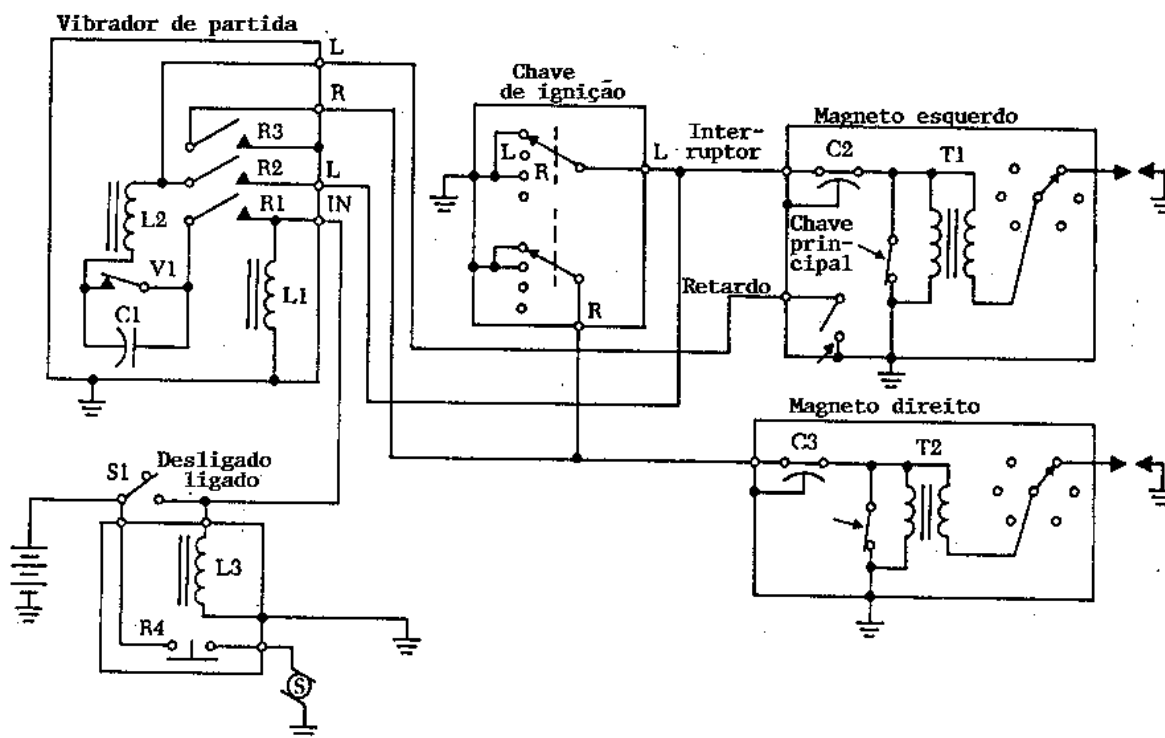 Vibrador de partida
L
R
R3
R2
L
R1
IN
L2
V1
C1
L1
Chave
de ignição
L
R
L
R
Inter-
ruptor
Magneto esquerdo
C2
T1
Chave
prin-
cipal
Retardo
Magneto direito
C3
T2
Desligado
ligado
S1
L3
R4
S